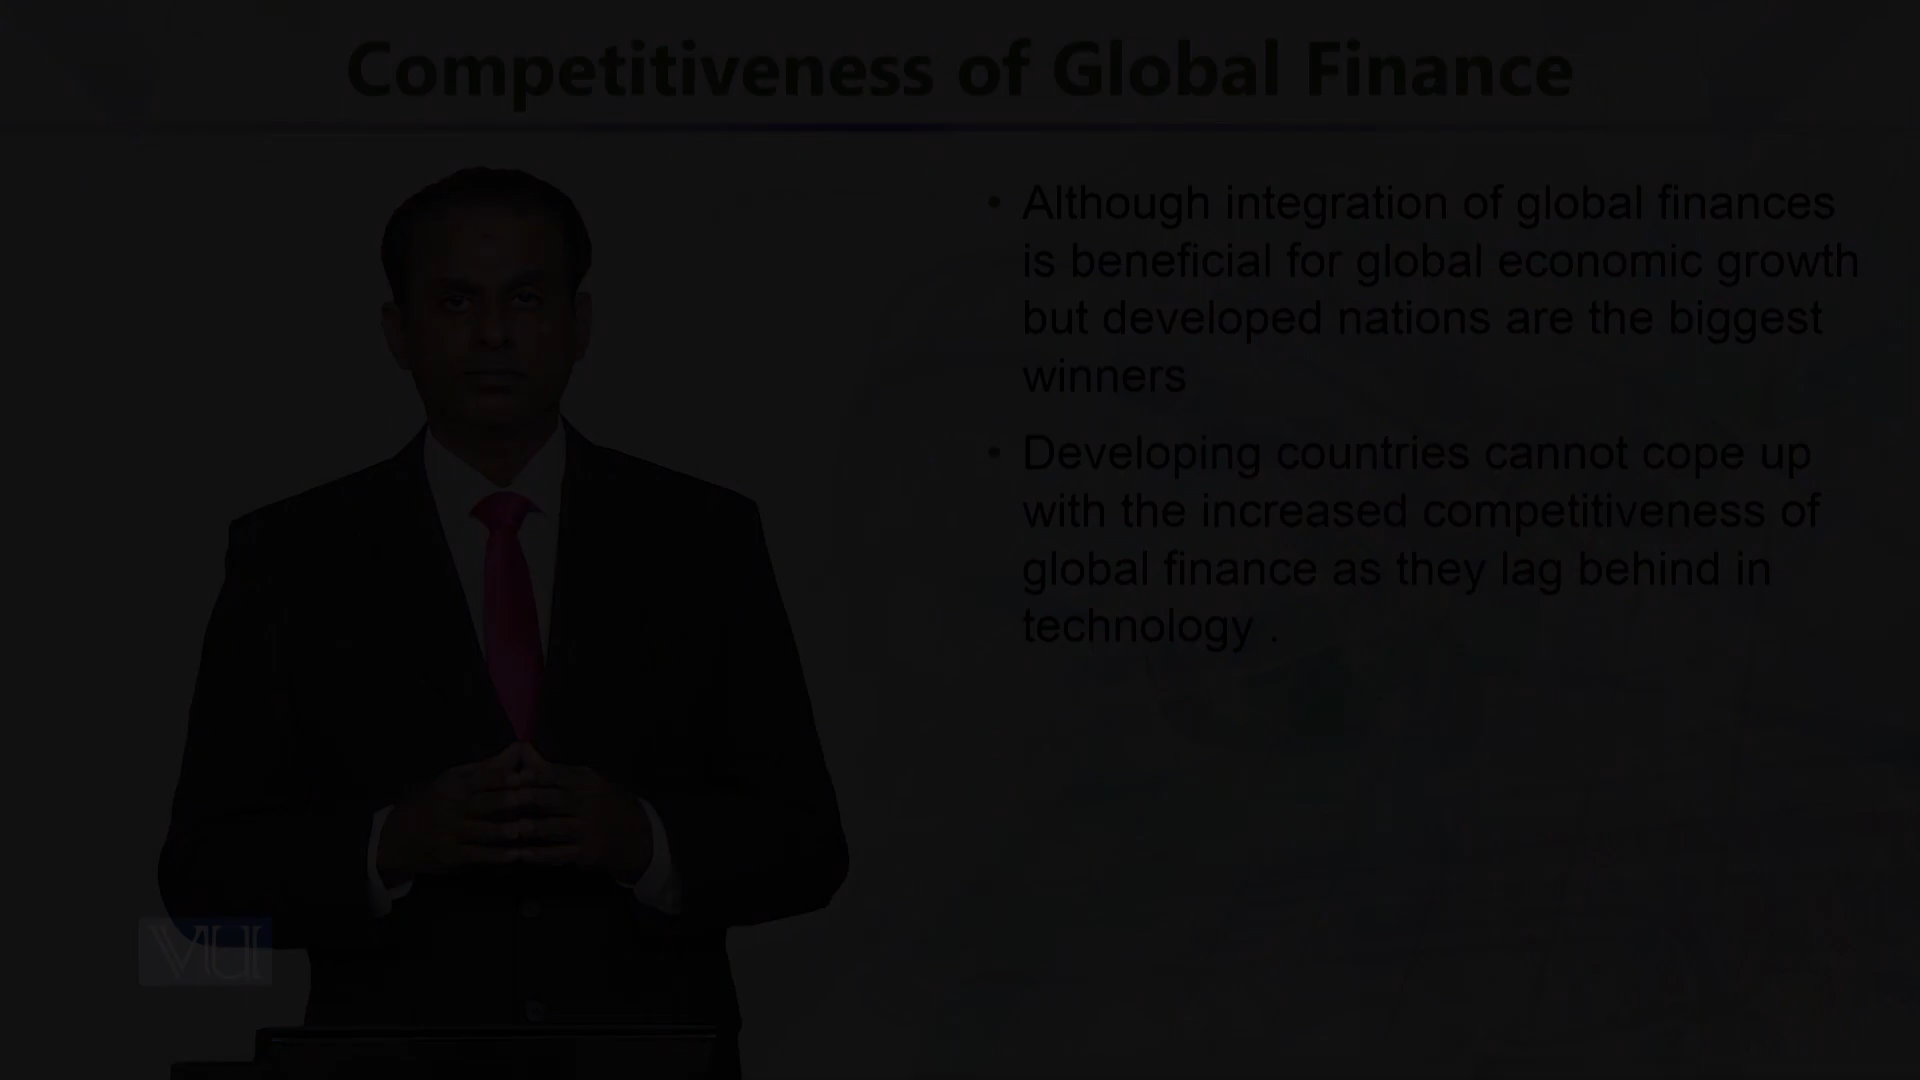 Competitiveness of Global Finance
• Although integration of global finances
is beneficial for global economic growth
but developed nations are the biggest
winners
• Developing countries cannot cope up
with the increased competitiveness of
global finance as they lag behind in
technology .
VU